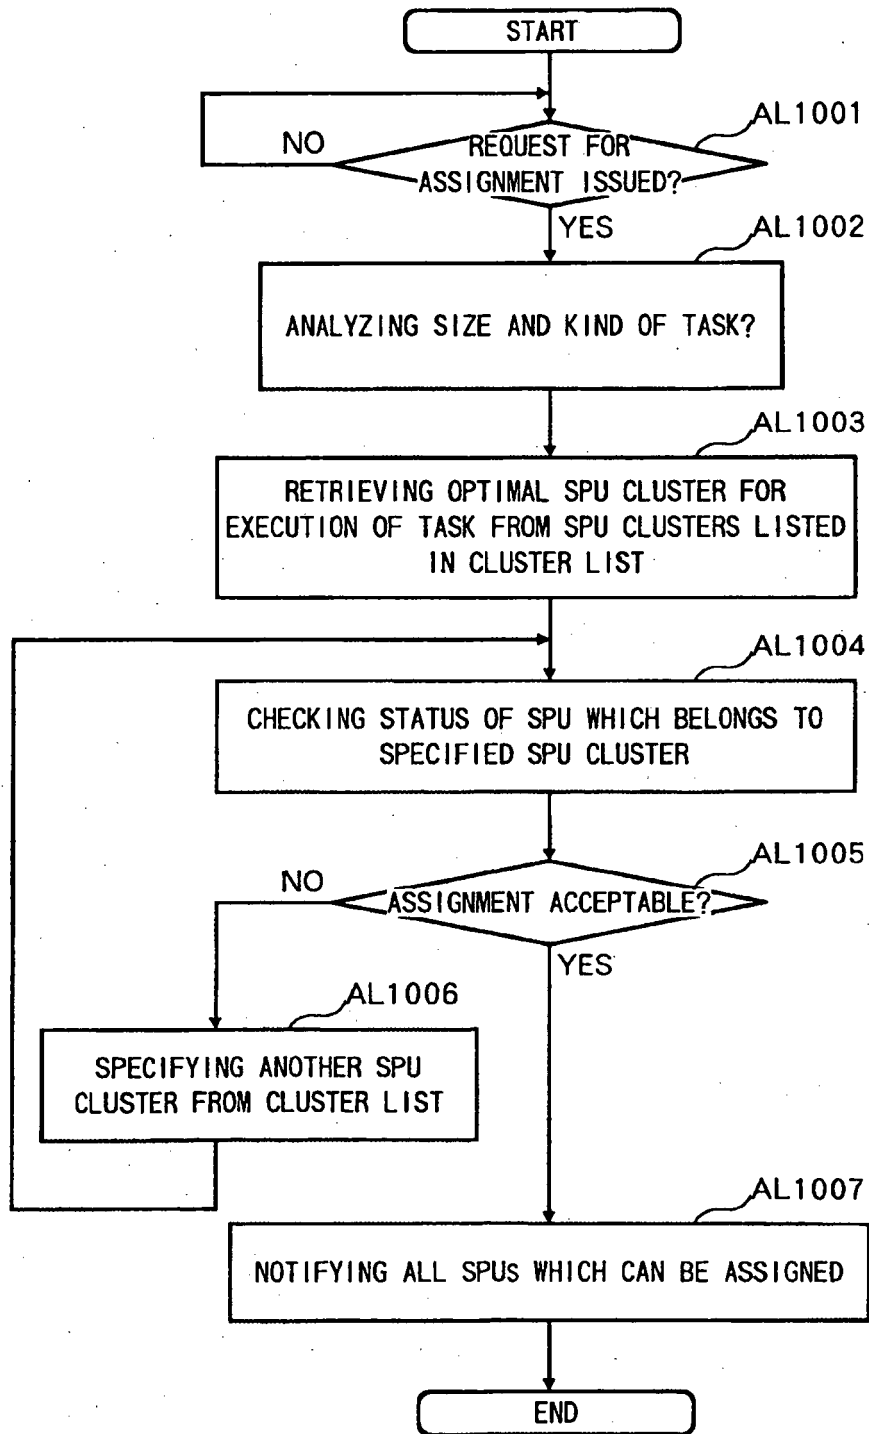 START
AL1001
NO
REQUEST FOR
ASSIGNMENT ISSUED?
YES
AL1002
ANALYZING SIZE AND KIND OF TASK?
AL1003
RETRIEVING OPTIMAL SPU CLUSTER FOR
EXECUTION OF TASK FROM SPU CLUSTERS LISTED
IN CLUSTER LIST
AL1004
CHECKING STATUS OF SPU WHICH BELONGS TO
SPECIFIED SPU CLUSTER
AL1005
NO
ASSIGNMENT ACCEPTABLE?
YES
AL1006
SPECIFYING ANOTHER SPU
CLUSTER FROM CLUSTER LIST
AL1007
NOTIFYING ALL SPUs WHICH CAN BE ASSIGNED
END